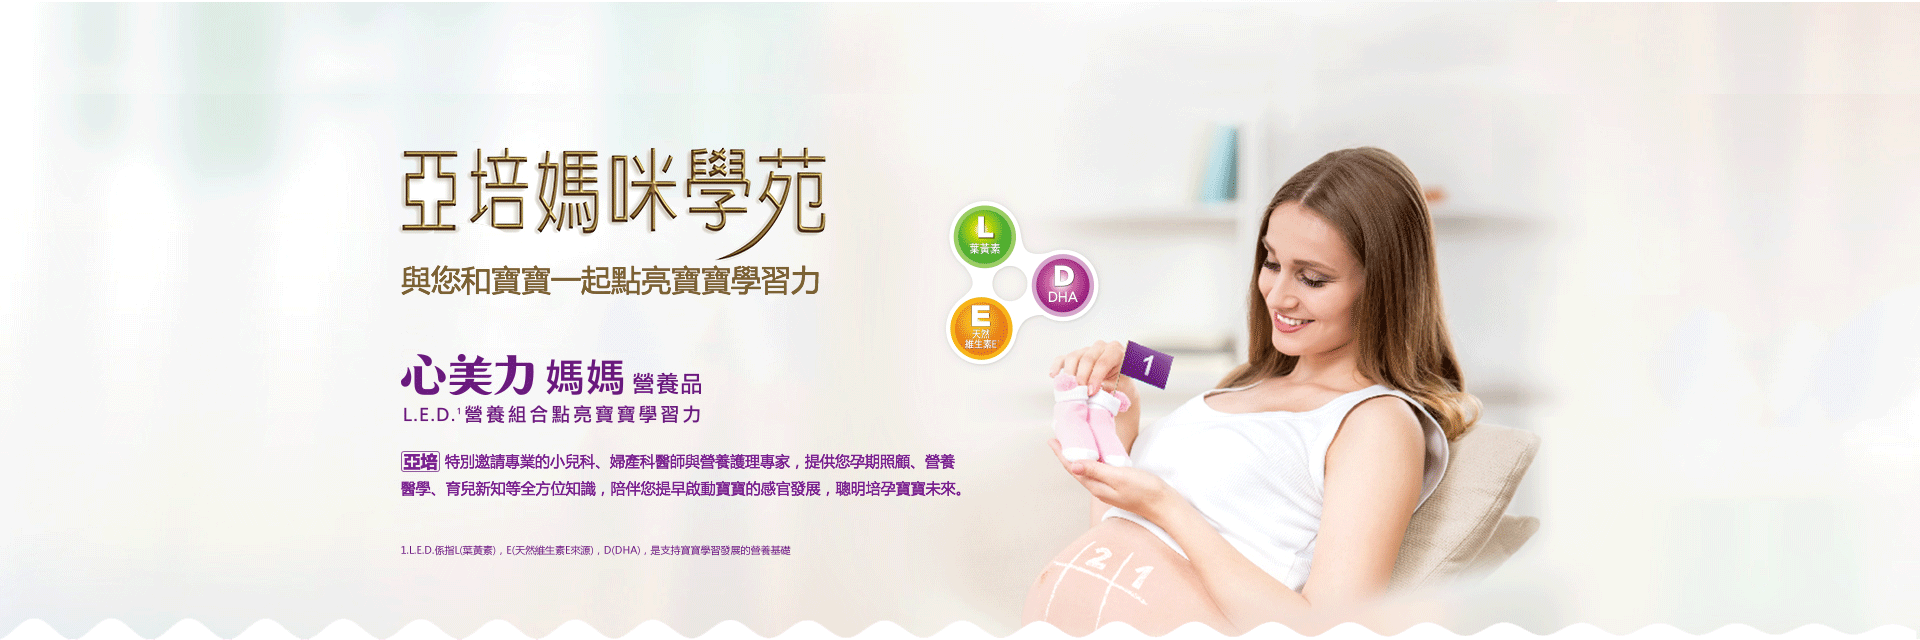 亞培媽咪學苑
與您和寶寶一起點亮寶寶學習力
心美力 媽媽 營養品
L.E.D.¹營養組合點亮寶寶學習力
亞培 特別邀請專業的小兒科、婦產科醫師與營養護理專家，提供您孕期照顧、營養
醫學、育兒新知等全方位知識，陪伴您提早啟動寶寶的感官發展，聰明培孕寶寶未來。
1.L.E.D.係指L(葉黃素)，E(天然維生素E來源)，D(DHA)，是支持寶寶學習發展的營養基礎
L
葉黃素
D
DHA
E
天然
維生素E
1
2 1